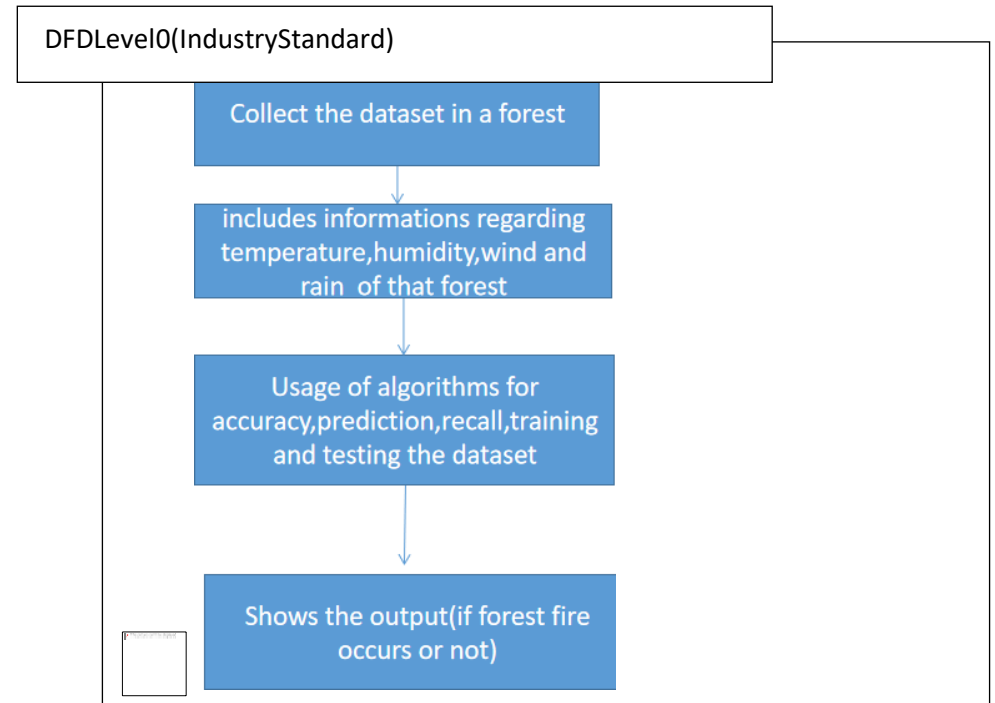 DFDLevel0(IndustryStandard)
Collect the dataset in a forest
includes informations regarding
temperature,humidity,wind and
rain of that forest
Usage of algorithms for
accuracy,prediction,recall,training
and testing the dataset
Shows the output(if forest fire
occurs or not)